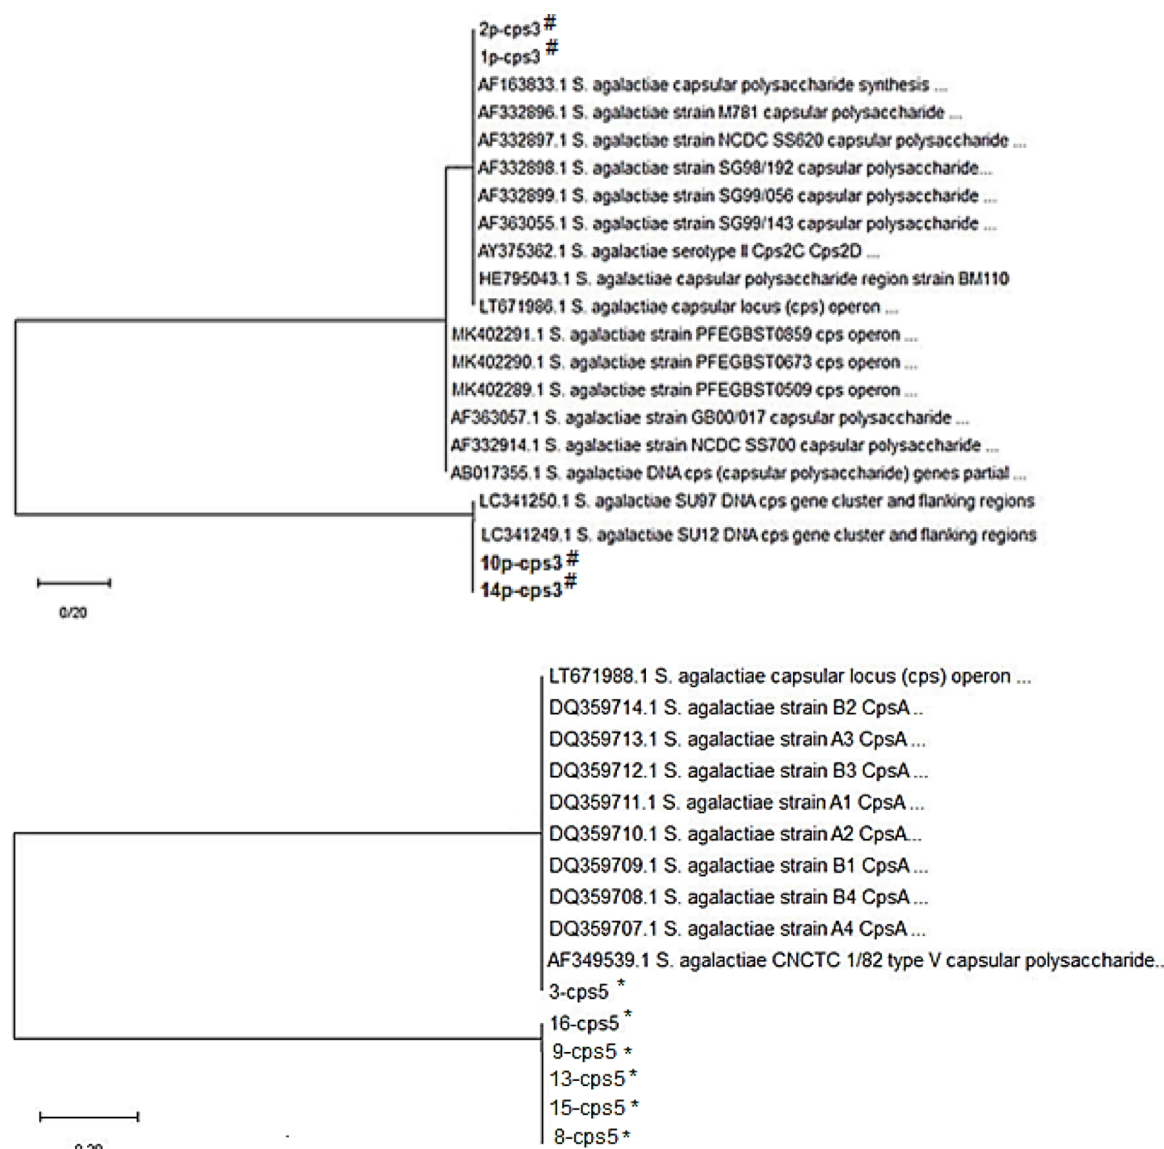 2p-cps3#
1p-cps3#
AF163833.1 S. agalactiae capsular polysaccharide synthesis ...
AF332896.1 S. agalactiae strain M781 capsular polysaccharide ...
AF332897.1 S. agalactiae strain NCDC SS620 capsular polysaccharide ...
AF332898.1 S. agalactiae strain SG98/192 capsular polysaccharide...
AF332899.1 S. agalactiae strain SG99/056 capsular polysaccharide ...
AF363055.1 S. agalactiae strain SG99/143 capsular polysaccharide ...
AY375362.1 S. agalactiae serotype II Cps2C Cps2D ...
HE795043.1 S. agalactiae capsular polysaccharide region strain BM110
LT671986.1 S. agalactiae capsular locus (cps) operon ...
MK402291.1 S. agalactiae strain PFEGBST0859 cps operon ...
MK402290.1 S. agalactiae strain PFEGBST0673 cps operon ...
MK402289.1 S. agalactiae strain PFEGBST0509 cps operon ...
AF363057.1 S. agalactiae strain GB00/017 capsular polysaccharide ...
AF332914.1 S. agalactiae strain NCDC SS700 capsular polysaccharide ...
AB017355.1 S. agalactiae DNA cps (capsular polysaccharide) genes partial ...
LC341250.1 S. agalactiae SU97 DNA cps gene cluster and flanking regions
LC341249.1 S. agalactiae SU12 DNA cps gene cluster and flanking regions
10p-cps3#
14p-cps3#
0/20
LT671988.1 S. agalactiae capsular locus (cps) operon ...
DQ359714.1 S. agalactiae strain B2 CpsA ..
DQ359713.1 S. agalactiae strain A3 CpsA ...
DQ359712.1 S. agalactiae strain B3 CpsA ...
DQ359711.1 S. agalactiae strain A1 CpsA ...
DQ359710.1 S. agalactiae strain A2 CpsA...
DQ359709.1 S. agalactiae strain B1 CpsA ...
DQ359708.1 S. agalactiae strain B4 CpsA ...
DQ359707.1 S. agalactiae strain A4 CpsA ...
AF349539.1 S. agalactiae CNCTC 1/82 type V capsular polysaccharide..
3-cps5 *
16-cps5 *
9-cps5 *
13-cps5 *
15-cps5 *
8-cps5 *